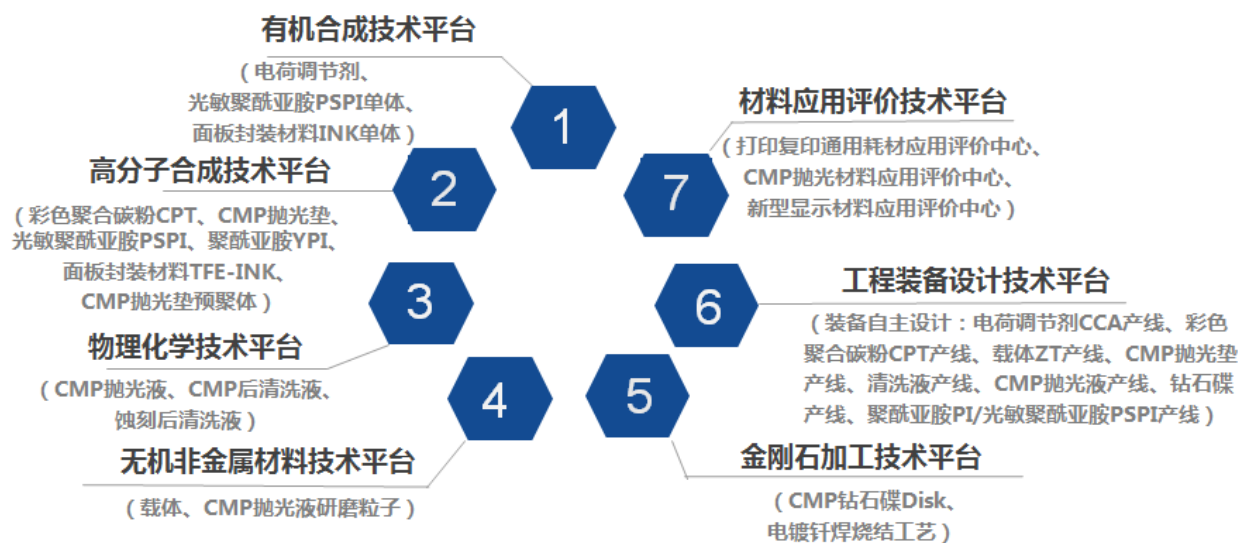 有机合成技术平台
（电荷调节剂、
光敏聚酰亚胺PSPI单体、
面板封装材料INK单体）
1
高分子合成技术平台
（彩色聚合碳粉CPT、CMP抛光垫、
光敏聚酰亚胺PSPI、聚酰亚胺YPI、
面板封装材料TFE-INK、
CMP抛光垫预聚体）
2
物理化学技术平台
（CMP抛光液、CMP后清洗液、
蚀刻后清洗液）
3
无机非金属材料技术平台
（载体、CMP抛光液研磨粒子）
4
金刚石加工技术平台
（CMP钻石碟Disk、
电镀钎焊烧结工艺）
5
工程装备设计技术平台
（装备自主设计：电荷调节剂CCA产线、彩色
聚合碳粉CPT产线、载体ZT产线、CMP抛光垫
产线、清洗液产线、CMP抛光液产线、钻石碟
产线、聚酰亚胺PI/光敏聚酰亚胺PSPI产线）
6
材料应用评价技术平台
（打印复印通用耗材应用评价中心、
CMP抛光材料应用评价中心、
新型显示材料应用评价中心）
7